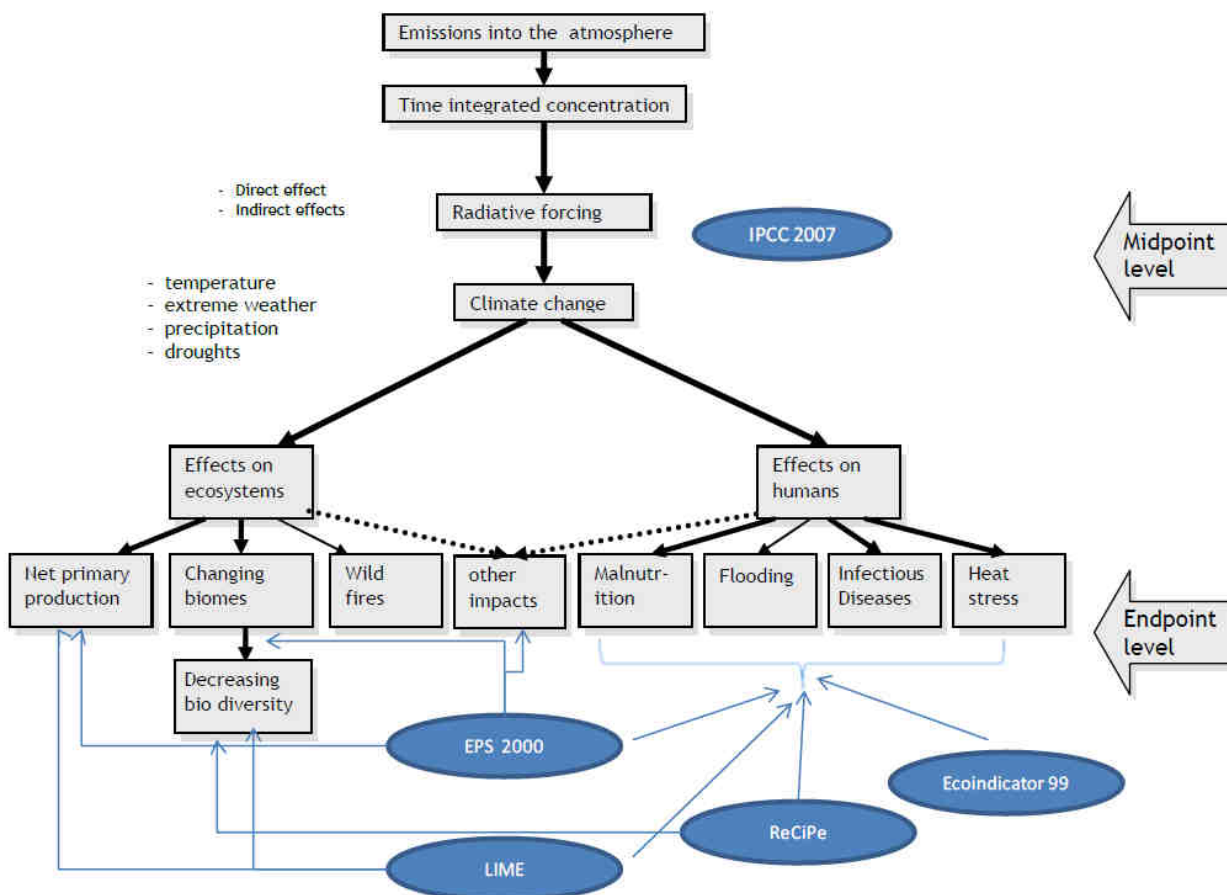 Emissions into the atmosphere
Time integrated concentration
- Direct effect
- Indirect effects
Radiative forcing
IPCC 2007
Midpoint
level
- temperature
- extreme weather
- precipitation
- droughts
Climate change
Effects on
ecosystems
Effects on
humans
Net primary
production
Changing
biomes
Wild
fires
other
impacts
Malnutr-
ition
Flooding
Infectious
Diseases
Heat
stress
Endpoint
level
Decreasing
bio diversity
EPS 2000
Ecoindicator 99
ReCiPe
LIME